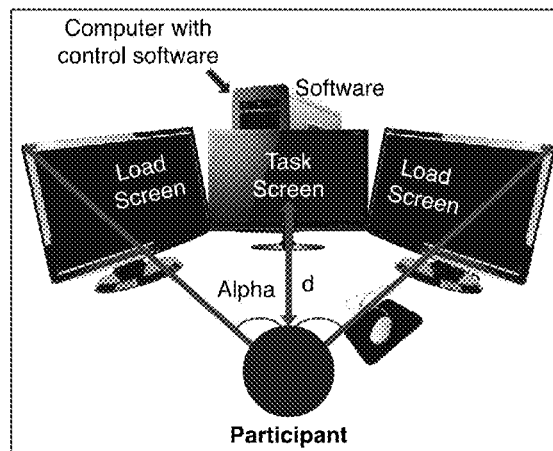 Computer with
control software
Software
Load
Screen
Task
Screen
Load
Screen
Alpha
d
Participant